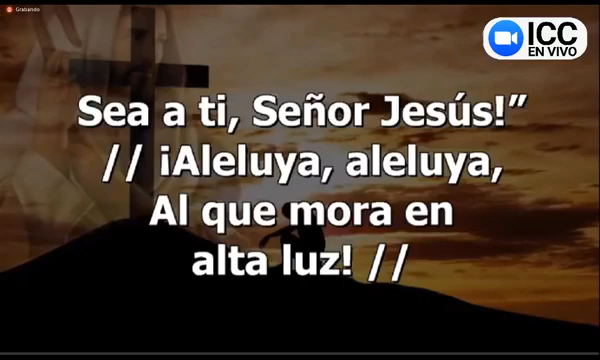 Grabando
ICC
EN VIVO
Sea a ti, Señor Jesús!”
// ¡Aleluya, aleluya,
Al que mora en
alta luz! //